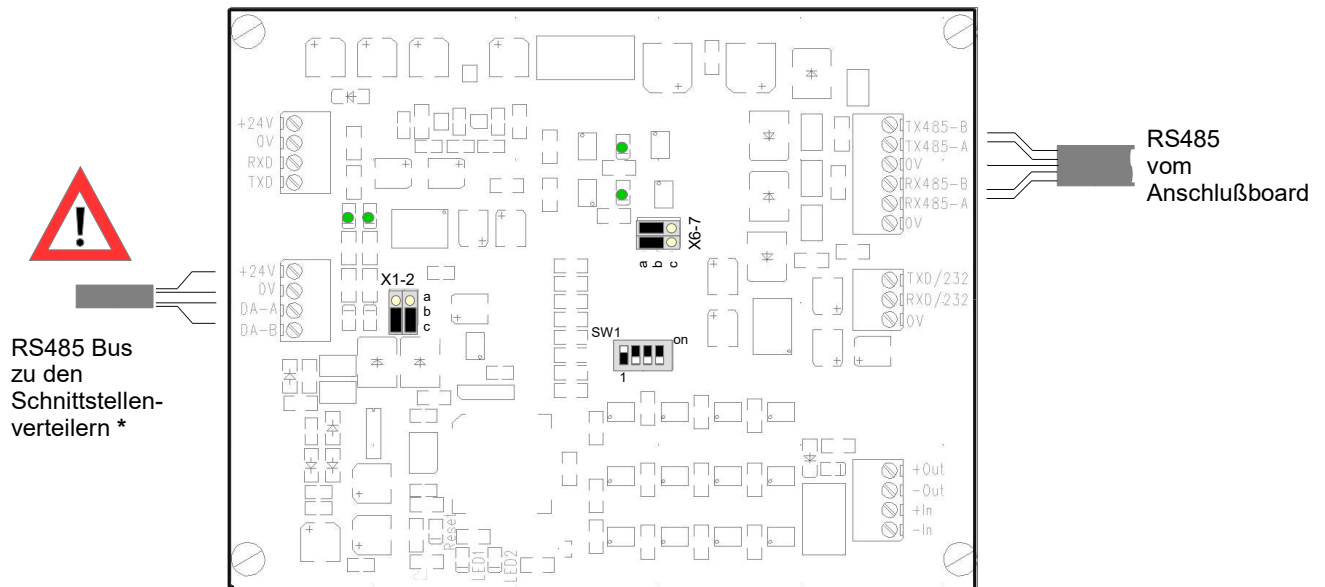 +24V
0V
RXD
TXD
+24V
0V
DA-A
DA-B
RS485 Bus
zu den
Schnittstellen-
verteilern *
X1-2
a
b
c
X6-7
a b c
SW1
on
1
TX485-B
TX485-A
0V
RX485-B
RX485-A
0V
RS485
vom
Anschlußboard
TXD/232
RXD/232
0V
+Out
-Out
+In
-In
Reset
LED1
LED2